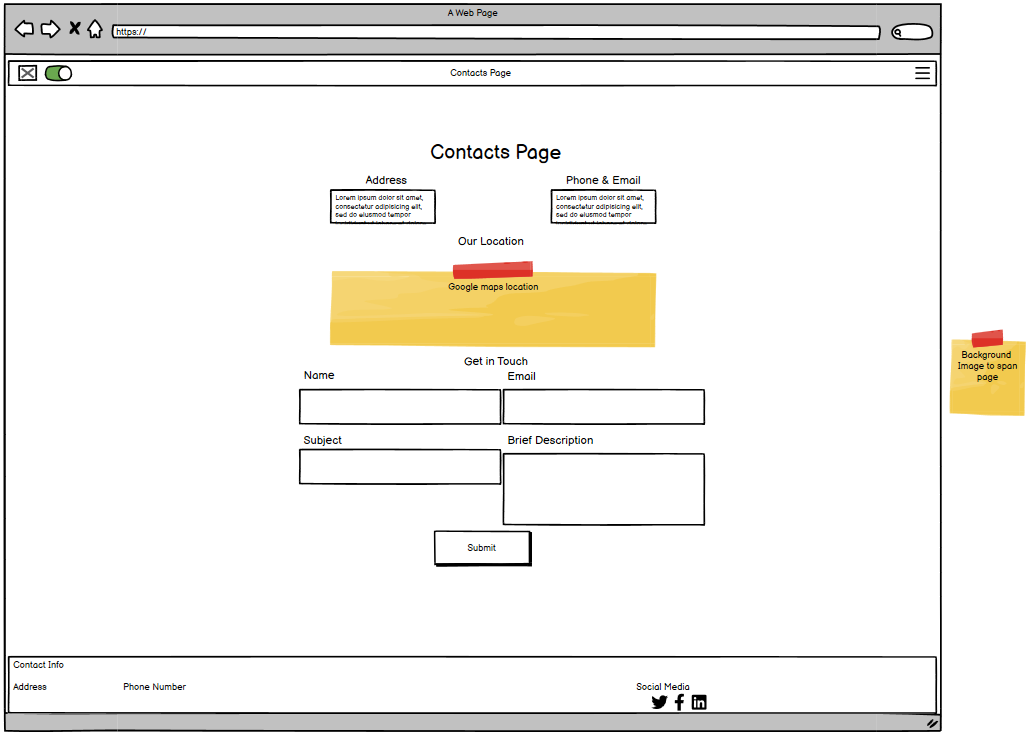 A Web Page
https://
Contacts Page
Contacts Page
Address
Phone & Email
Lorem ipsum dolor sit amet,
consectetur adipisicing elit,
sed do eiusmod tempor
Lorem ipsum dolor sit amet,
consectetur adipisicing elit,
sed do eiusmod tempor
Our Location
Google maps location
Background
Image to span
page
Get in Touch
Name
Email
Subject
Brief Description
Submit
Contact Info
Address
Phone Number
Social Media